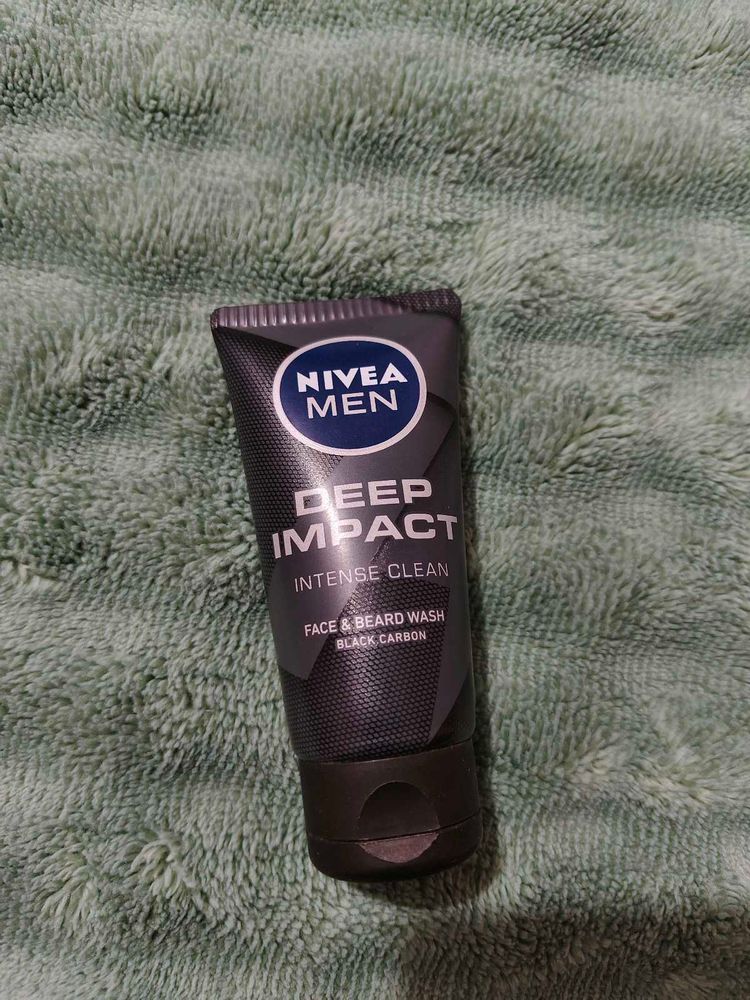 NIVEA
MEN
DEEP
IMPACT
INTENSE CLEAN
FACE & BEARD WASH
BLACK CARBON